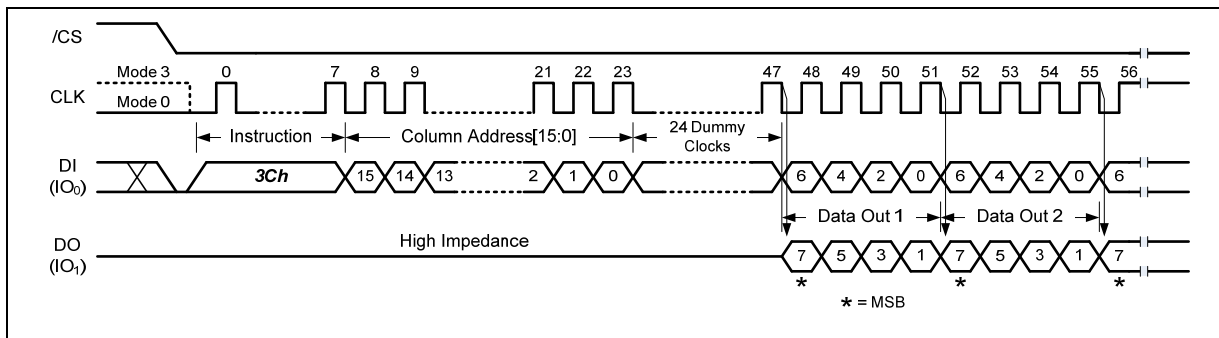 /CS
Mode 3 0 7 8 9 21 22 23 47 48 49 50 51 52 53 54 55 56
CLK
Mode 0
Instruction Column Address[15:0] 24 Dummy Clocks
DI (IO0) 3Ch 15 14 13 2 1 0 6 4 2 0 6 4 2 0 6
Data Out 1 Data Out 2
High Impedance
DO (IO1) 7 5 3 1 7 5 3 1 7
* * *
* = MSB